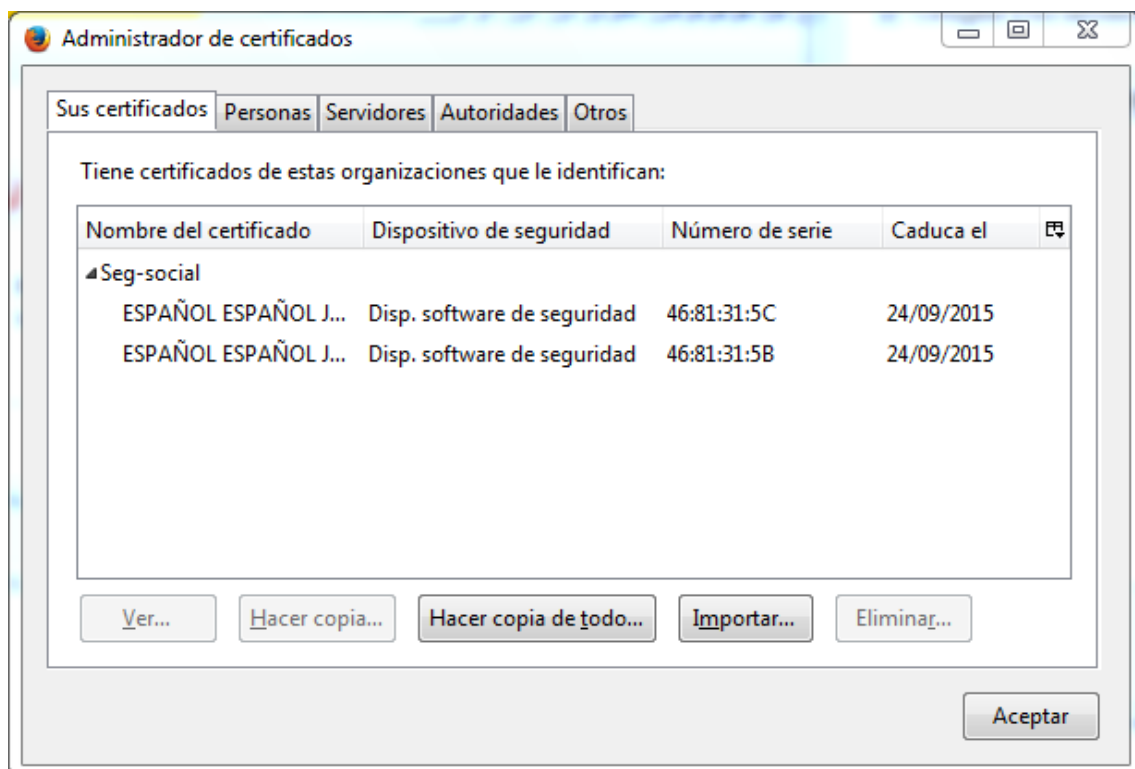 Administrador de certificados
Sus certificados Personas Servidores Autoridades Otros
Tiene certificados de estas organizaciones que le identifican:
Nombre del certificado Dispositivo de seguridad Número de serie Caduca el
Seg-social
ESPAÑOL ESPAÑOL J... Disp. software de seguridad 46:81:31:5C 24/09/2015
ESPAÑOL ESPAÑOL J... Disp. software de seguridad 46:81:31:5B 24/09/2015
Ver... Hacer copia... Hacer copia de todo... Importar... Eliminar...
Aceptar